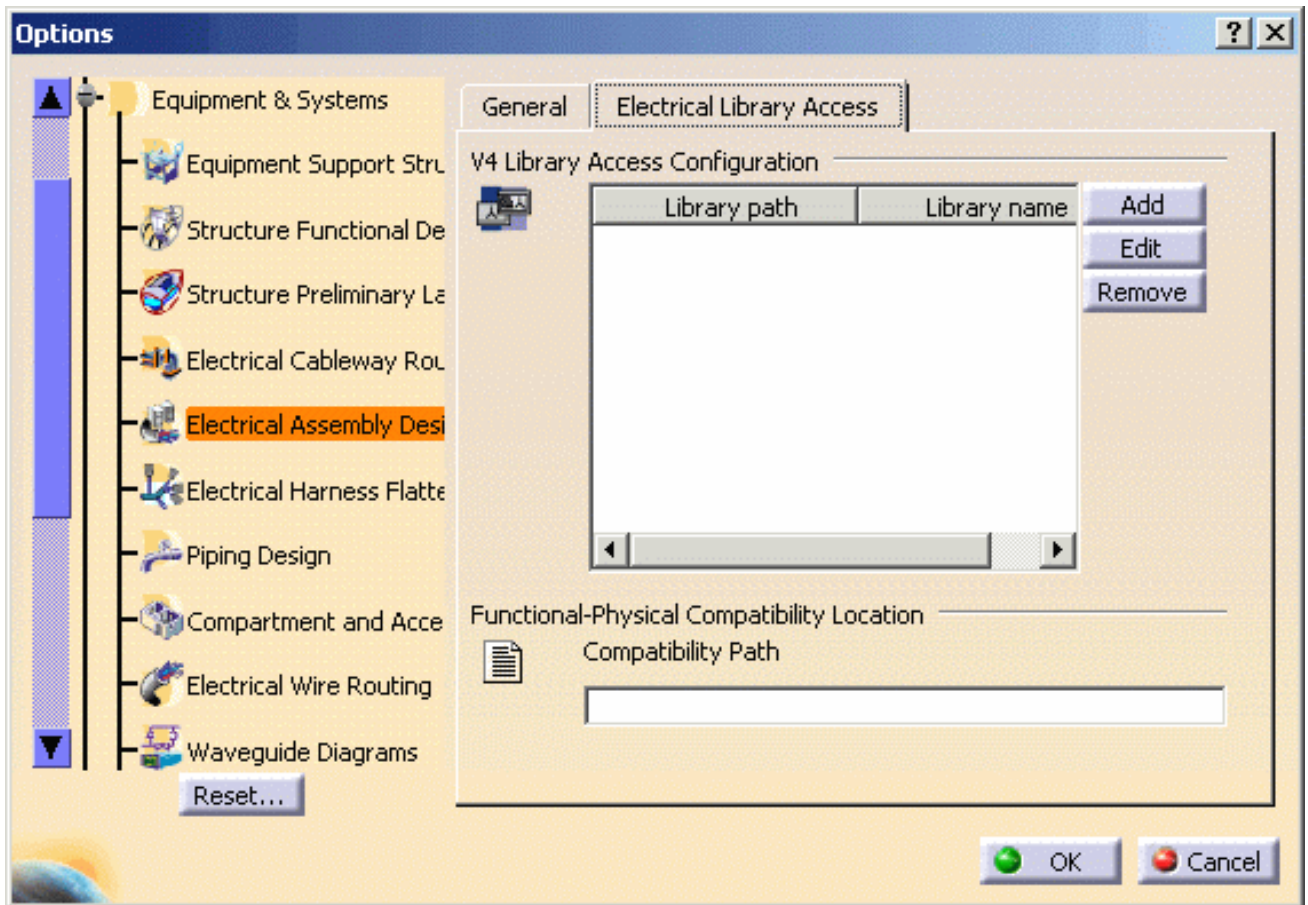 Options
Equipment & Systems
Equipment Support Stru
Structure Functional De
Structure Preliminary La
Electrical Cableway Rou
Electrical Assembly Desi
Electrical Harness Flatte
Piping Design
Compartment and Acce
Electrical Wire Routing
Waveguide Diagrams
Reset...
General
Electrical Library Access
V4 Library Access Configuration
Library path
Library name
Add
Edit
Remove
Functional-Physical Compatibility Location
Compatibility Path
OK
Cancel